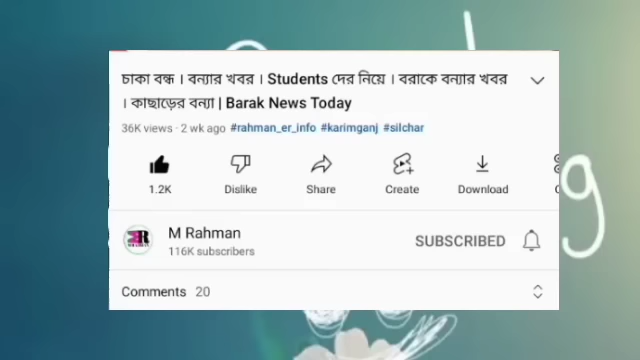 চাকা বন্ধ । বন্যার খবর । Students দের নিয়ে । বরাকে বন্যার খবর
। কাছাড়ের বন্যা | Barak News Today
36K views · 2 wk ago #rahman_er_info #karimganj #silchar
1.2K Dislike Share Create Download
M Rahman
116K subscribers
SUBSCRIBED
Comments 20